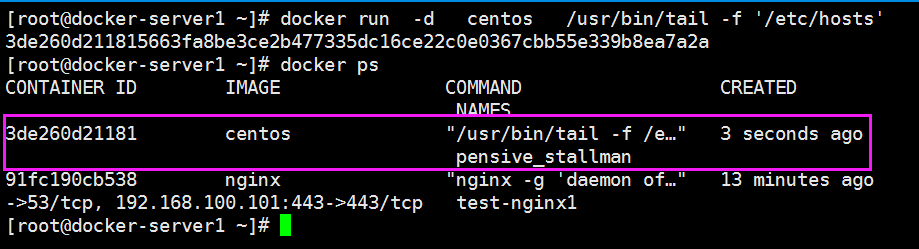 [root@docker-server1 ~]# docker run  -d   centos   /usr/bin/tail -f '/etc/hosts'
3de260d211815663fa8be3ce2b477335dc16ce22c0e0367cbb55e339b8ea7a2a
[root@docker-server1 ~]# docker ps
CONTAINER ID        IMAGE               COMMAND                  CREATED
                                         NAMES
3de260d21181        centos              "/usr/bin/tail -f /e…"   3 seconds ago
                                         pensive_stallman
91fc190cb538        nginx               "nginx -g 'daemon of…"   13 minutes ago
->53/tcp, 192.168.100.101:443->443/tcp   test-nginx1
[root@docker-server1 ~]#